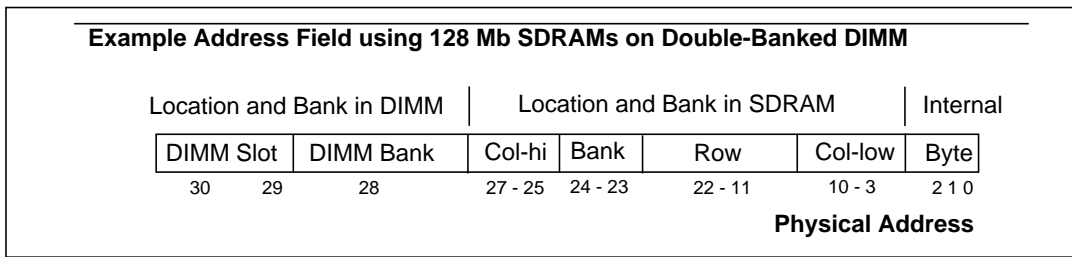 Example Address Field using 128 Mb SDRAMs on Double-Banked DIMM
Location and Bank in DIMM Location and Bank in SDRAM Internal
DIMM Slot DIMM Bank Col-hi Bank Row Col-low Byte
30 29 28 27 - 25 24 - 23 22 - 11 10 - 3 2 1 0
Physical Address